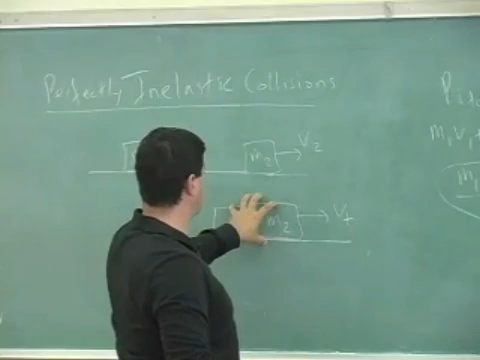 Perfectly Inelastic Collisions
m₂ V₂
m₂ Vf
m₁v₁
m₁